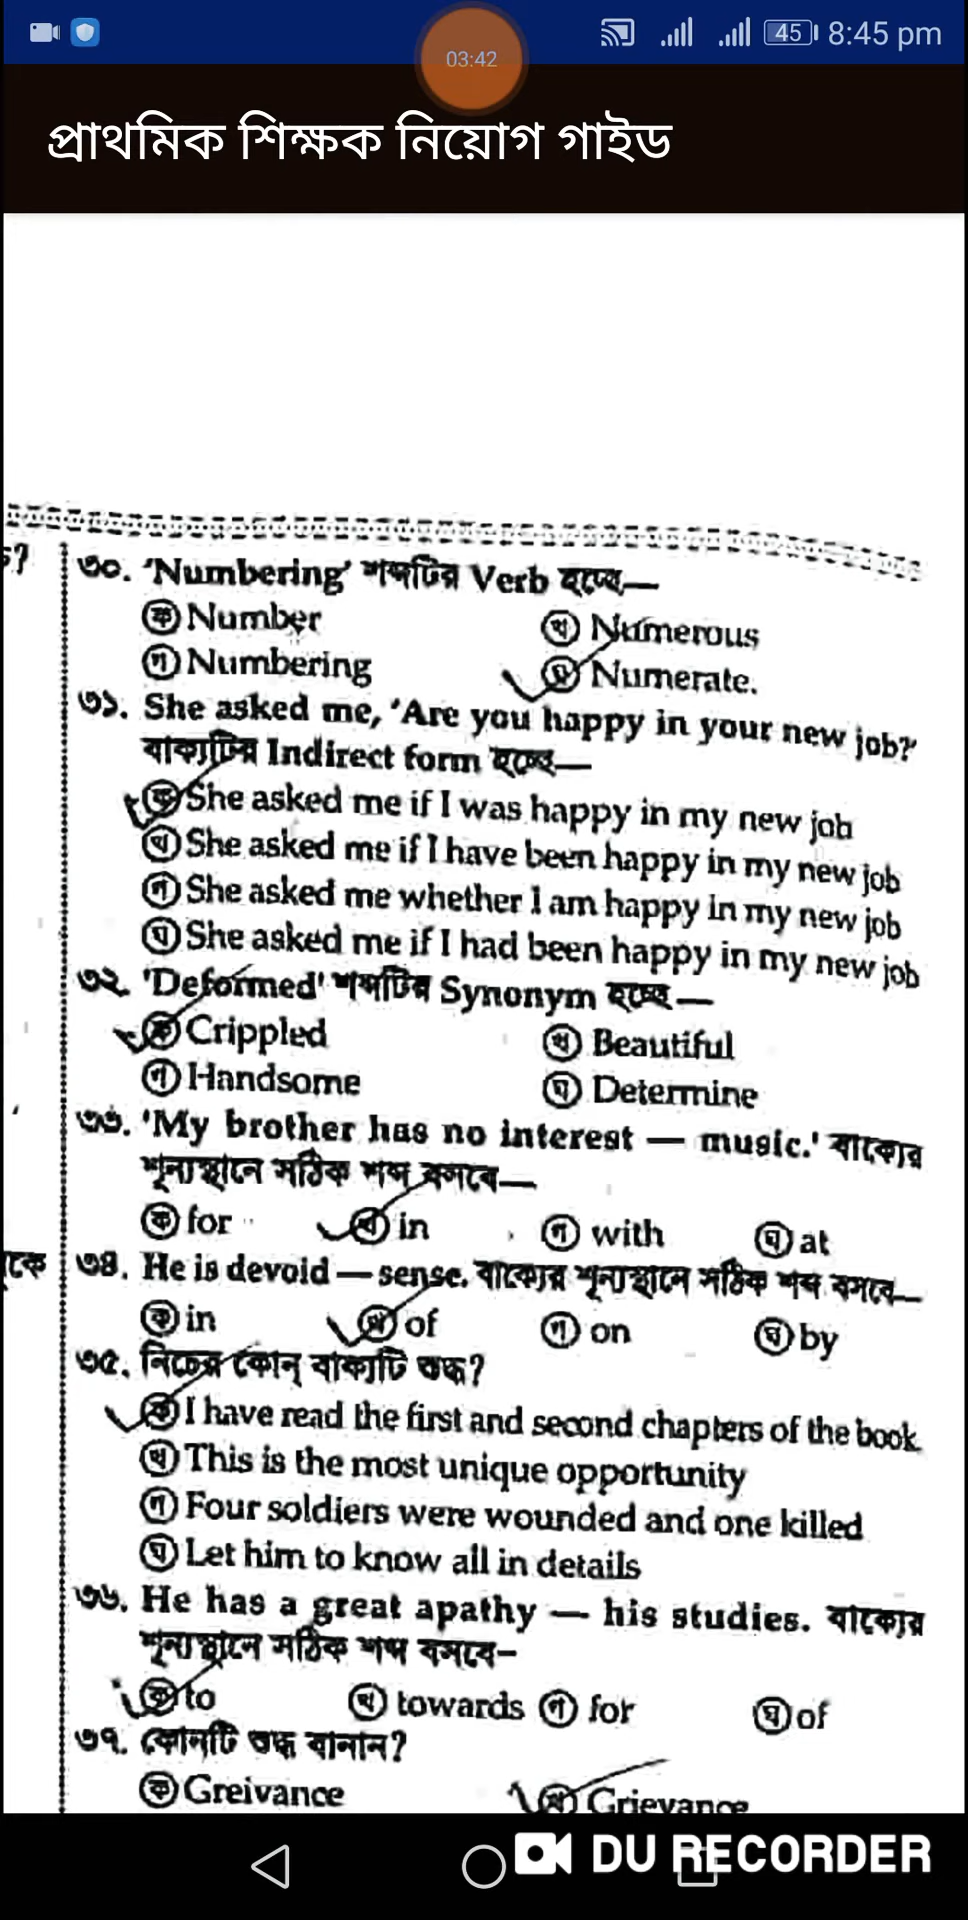 03:42
45 8:45 pm
প্রাথমিক শিক্ষক নিয়োগ গাইড
৩০. 'Numbering' শব্দটির Verb হচ্ছে—
ক Number খ Numerous
গ Numbering ঘ Numerate.
৩১. She asked me, 'Are you happy in your new job?'
বাক্যটির Indirect form হচ্ছে—
ক She asked me if I was happy in my new job
খ She asked me if I have been happy in my new job
গ She asked me whether I am happy in my new job
ঘ She asked me if I had been happy in my new job
৩২. 'Deformed' শব্দটির Synonym হচ্ছে—
ক Crippled খ Beautiful
গ Handsome ঘ Determine
৩৩. 'My brother has no interest — music.' বাক্যের
শূন্যস্থানে সঠিক শব্দ বসবে—
ক for খ in গ with ঘ at
৩৪. He is devoid — sense. বাক্যের শূন্যস্থানে সঠিক শব্দ বসবে—
ক in খ of গ on ঘ by
৩৫. নিচের কোন্ বাক্যটি শুদ্ধ?
ক I have read the first and second chapters of the book
খ This is the most unique opportunity
গ Four soldiers were wounded and one killed
ঘ Let him to know all in details
৩৬. He has a great apathy — his studies. বাক্যের
শূন্যস্থানে সঠিক শব্দ বসবে–
ক to খ towards গ for ঘ of
৩৭. কোনটি শুদ্ধ বানান?
ক Greivance খ Grievance
DU RECORDER